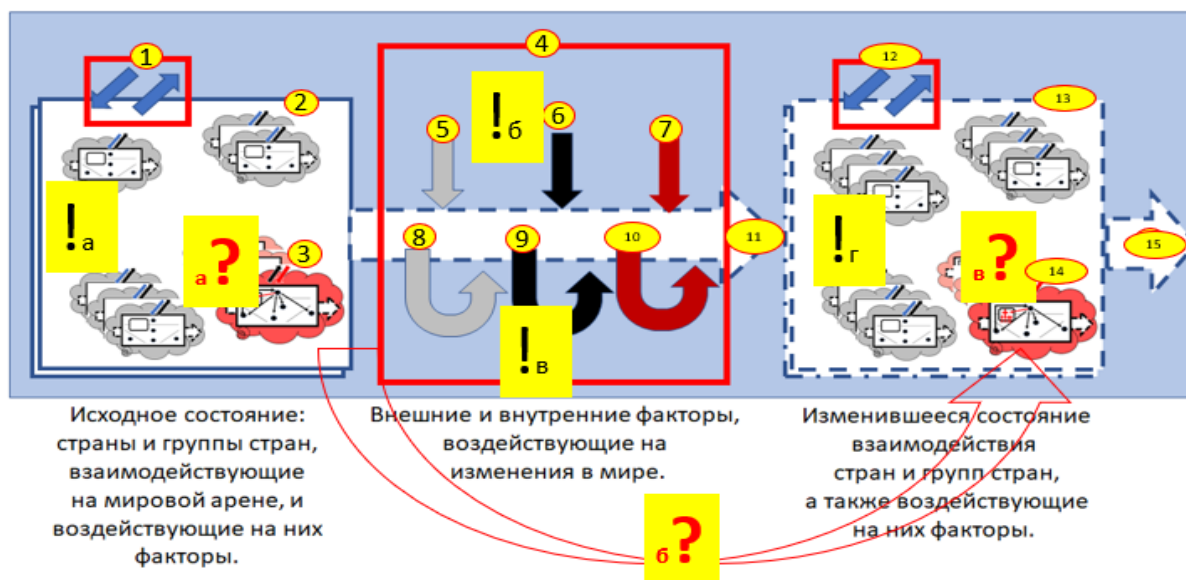 1
4
12
2
13
!б
5
6
7
!а
а?
3
8
9
10
11
!г
в?
14
15
!в
Исходное состояние:
страны и группы стран,
взаимодействующие
на мировой арене, и
воздействующие на них
факторы.
Внешние и внутренние факторы,
воздействующие на
изменения в мире.
Изменившееся состояние
взаимодействия
стран и групп стран,
а также воздействующие
на них факторы.
б?